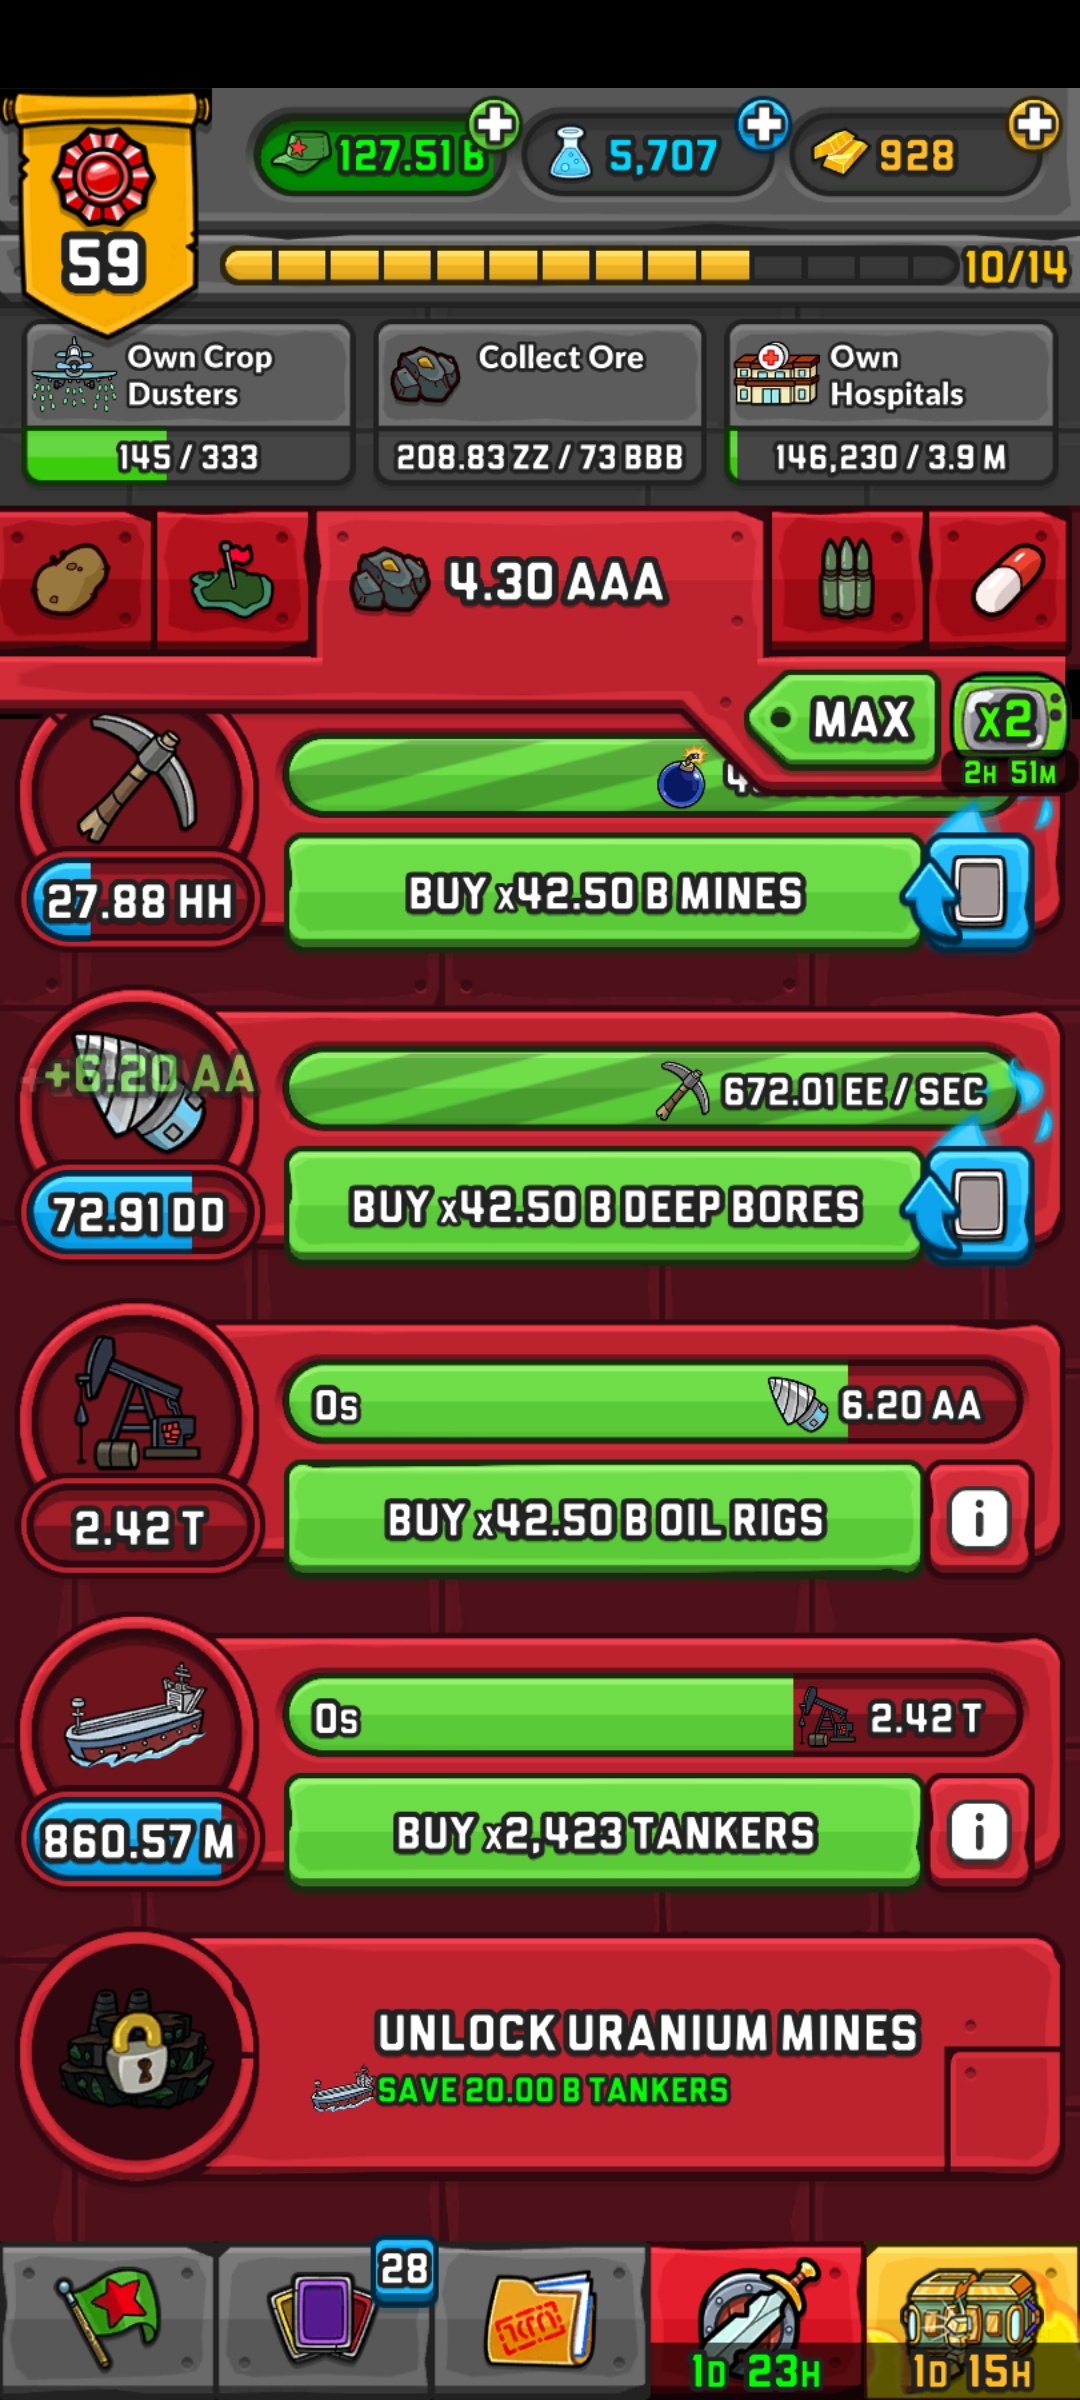 127.51 B
5,707
928
59
10/14
Own Crop
Dusters
145 / 333
Collect Ore
208.83 ZZ / 73 BBB
Own
Hospitals
146,230 / 3.9 M
4.30 AAA
MAX
x2
2H 51M
27.88 HH
BUY x42.50 B MINES
+6.20 AA
672.01 EE / SEC
72.91 DD
BUY x42.50 B DEEP BORES
0s
6.20 AA
2.42 T
BUY x42.50 B OIL RIGS
i
0s
2.42 T
860.57 M
BUY x2,423 TANKERS
i
UNLOCK URANIUM MINES
SAVE 20.00 B TANKERS
28
1D 23H
1D 15H